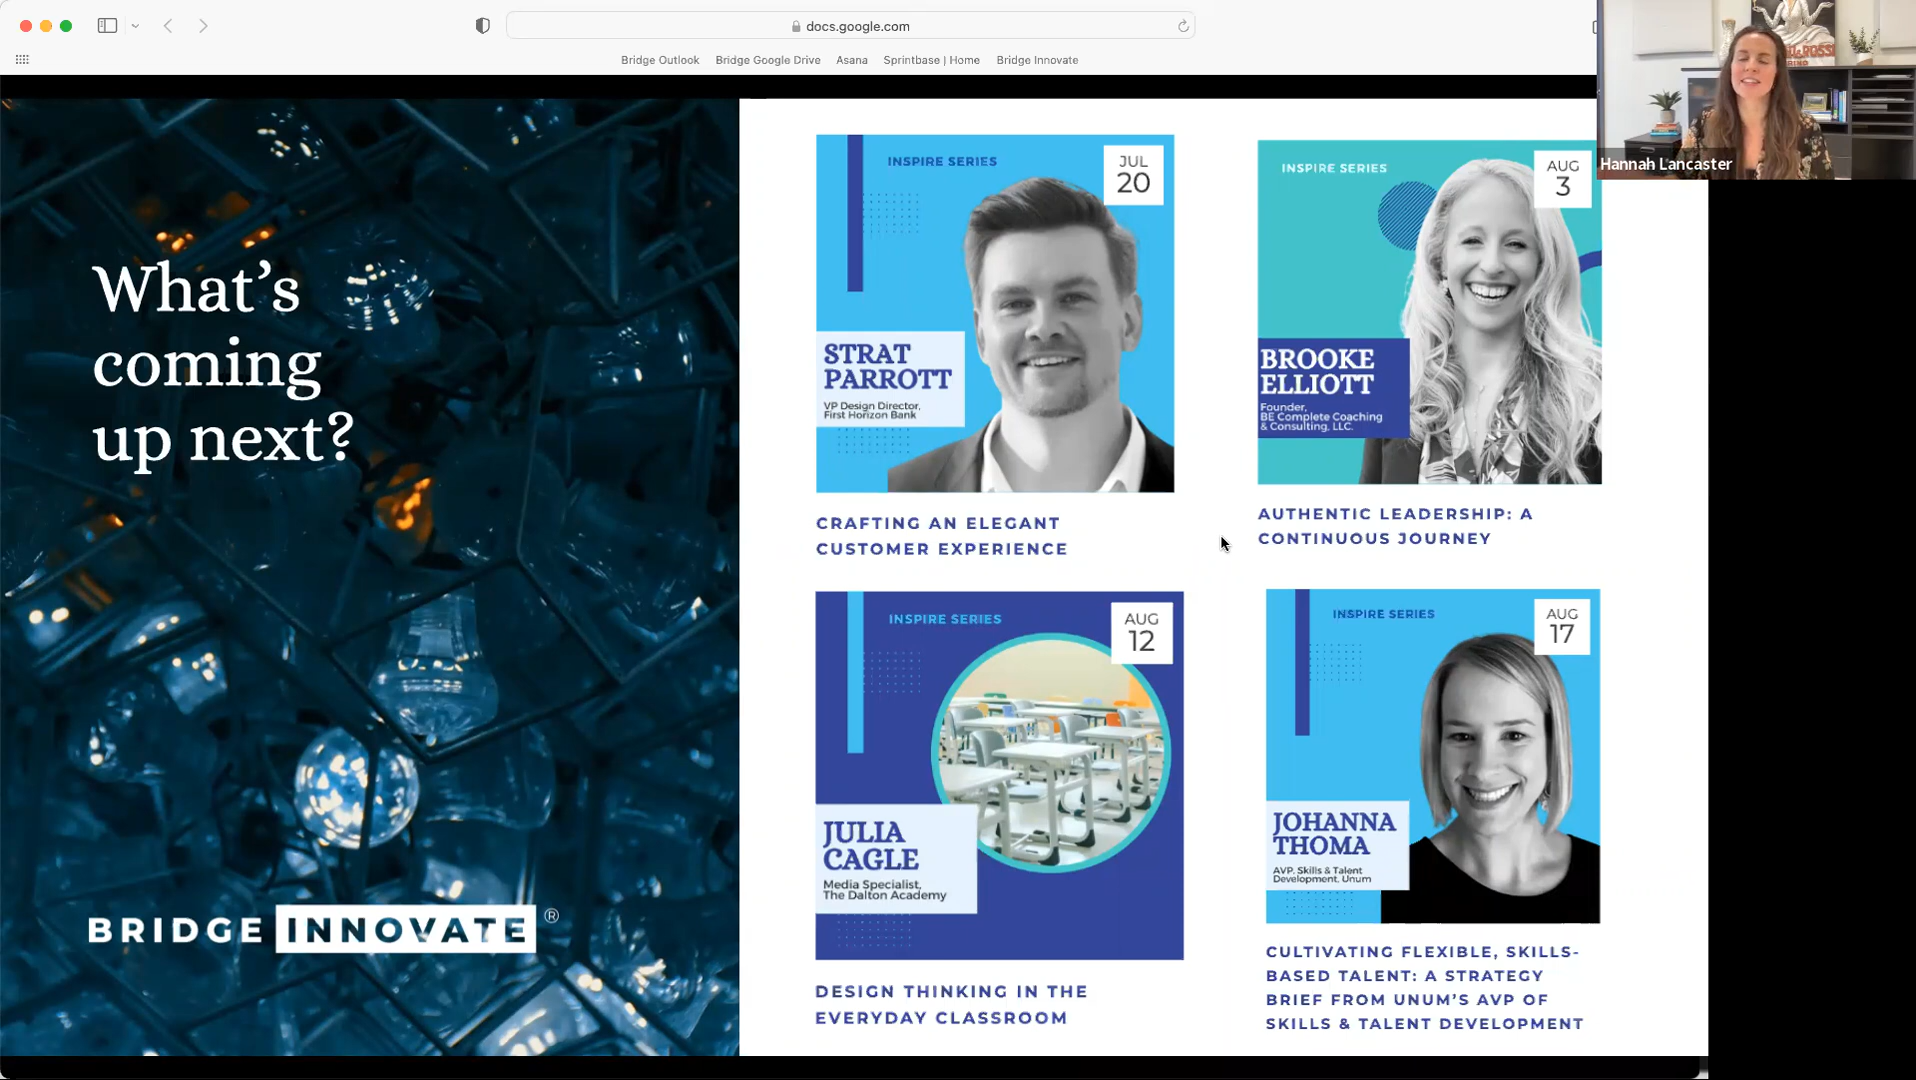 docs.google.com
Bridge Outlook Bridge Google Drive Asana Sprintbase | Home Bridge Innovate
Hannah Lancaster
What's
coming
up next?
BRIDGE INNOVATE ®
INSPIRE SERIES
JUL
20
STRAT
PARROTT
VP Design Director,
First Horizon Bank
CRAFTING AN ELEGANT
CUSTOMER EXPERIENCE
INSPIRE SERIES
AUG
3
BROOKE
ELLIOTT
Founder,
BE Complete Coaching
& Consulting, LLC.
AUTHENTIC LEADERSHIP: A
CONTINUOUS JOURNEY
INSPIRE SERIES
AUG
12
JULIA
CAGLE
Media Specialist,
The Dalton Academy
DESIGN THINKING IN THE
EVERYDAY CLASSROOM
INSPIRE SERIES
AUG
17
JOHANNA
THOMA
AVP, Skills & Talent
Development, Unum
CULTIVATING FLEXIBLE, SKILLS-
BASED TALENT: A STRATEGY
BRIEF FROM UNUM'S AVP OF
SKILLS & TALENT DEVELOPMENT